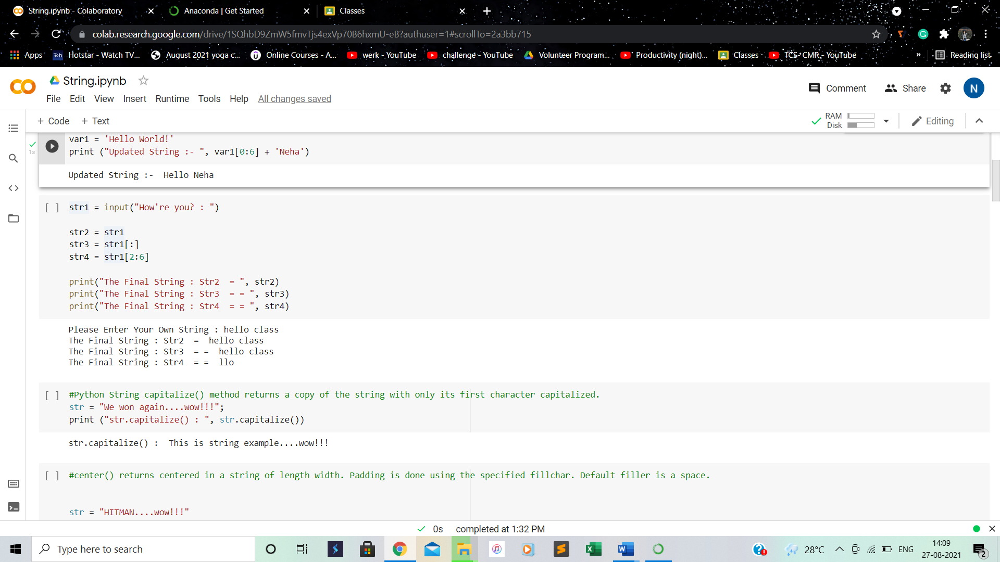 String.ipynb - Colaboratory
Anaconda | Get Started
Classes
colab.research.google.com/drive/1SQhbD9ZmW5fmvTjs4exVp70B6hxmU-eB?authuser=1#scrollTo=2a3bb715
Apps
Hotstar - Watch TV...
August 2021 yoga c...
Online Courses - A...
werk - YouTube
challenge - YouTube
Volunteer Program...
Productivity (night)...
Classes
TCS- CMR - YouTube
»
Reading list
String.ipynb
Comment
Share
N
File Edit View Insert Runtime Tools Help All changes saved
+ Code + Text
RAM
Disk
Editing
1s
var1 = 'Hello World!'
print ("Updated String :- ", var1[0:6] + 'Neha')
Updated String :-  Hello Neha
[ ] str1 = input("How're you? : ")
str2 = str1
str3 = str1[:]
str4 = str1[2:6]
print("The Final String : Str2  = ", str2)
print("The Final String : Str3  = = ", str3)
print("The Final String : Str4  = = ", str4)
Please Enter Your Own String : hello class
The Final String : Str2  =  hello class
The Final String : Str3  = =  hello class
The Final String : Str4  = =  llo
[ ] #Python String capitalize() method returns a copy of the string with only its first character capitalized.
str = "We won again....wow!!!";
print ("str.capitalize() : ", str.capitalize())
str.capitalize() :  This is string example....wow!!!
[ ] #center() returns centered in a string of length width. Padding is done using the specified fillchar. Default filler is a space.
str = "HITMAN....wow!!!"
0s completed at 1:32 PM
Type here to search
28°C
ENG
14:09
27-08-2021
2